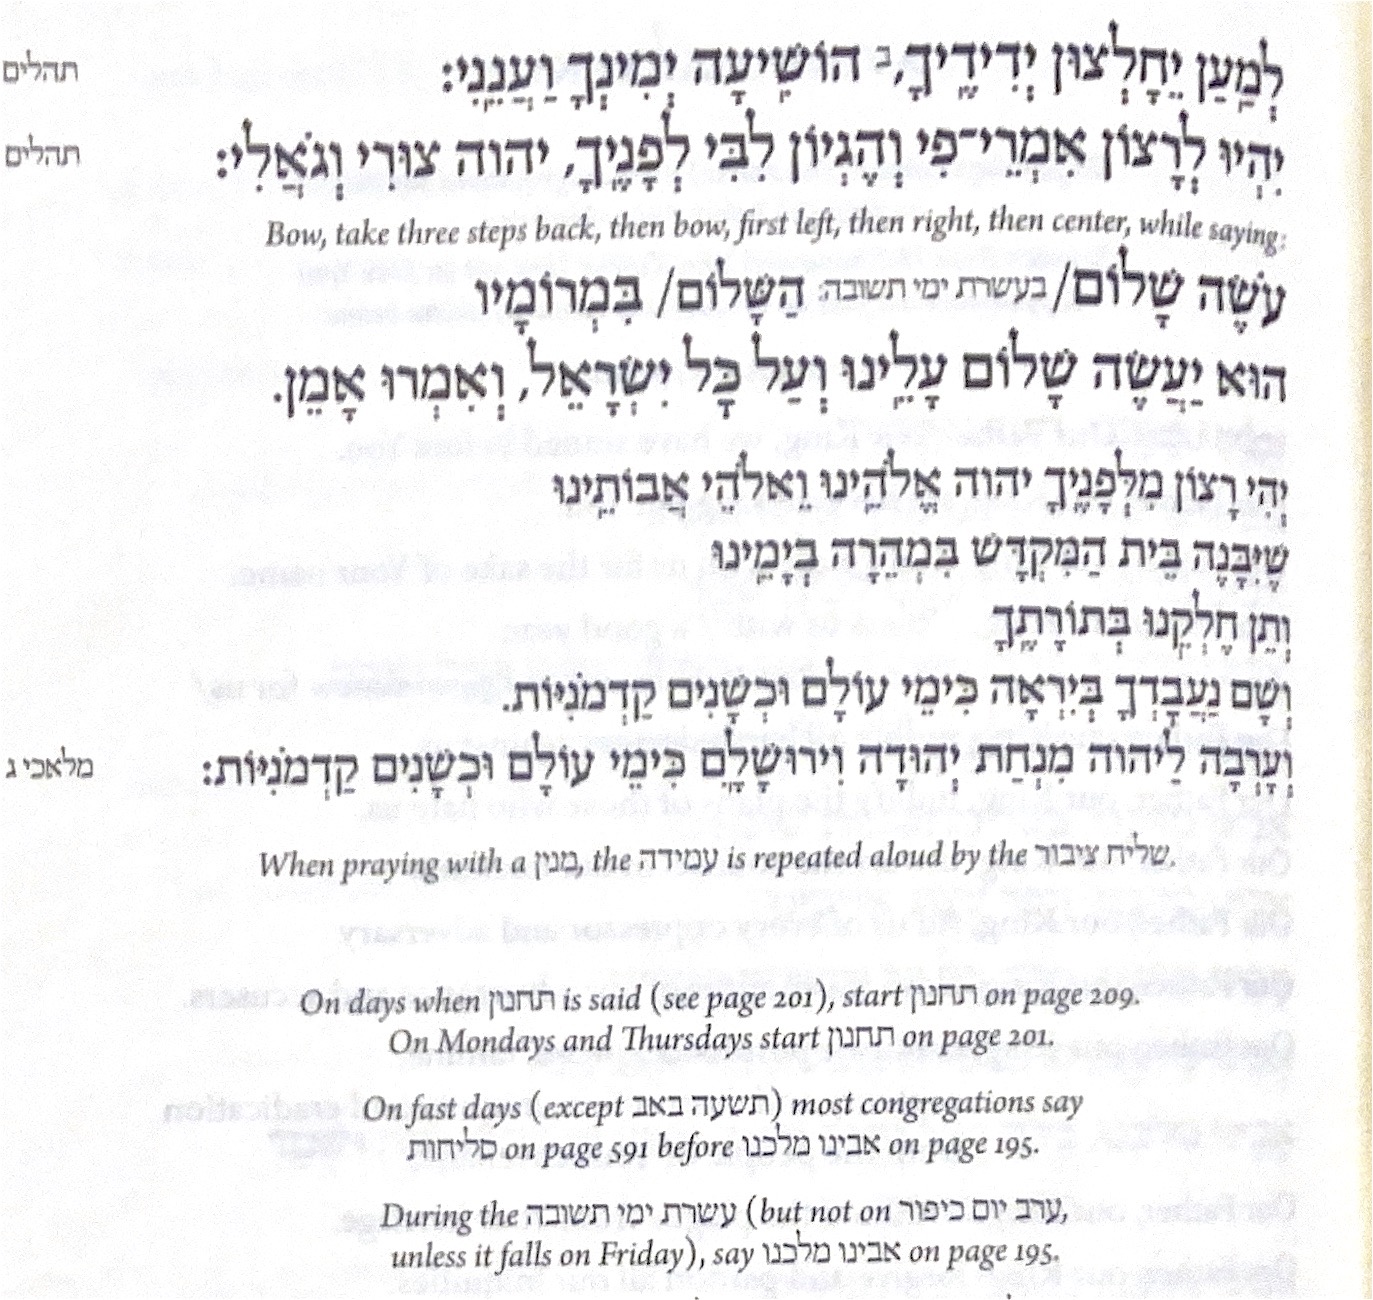 לְמַֽעַן יֵחָלְצוּן יְדִידֶֽיךָ, ב הוֹשִֽׁיעָה יְמִינְךָ וַעֲנֵֽנִי: תהלים
יִהְיוּ לְרָצוֹן אִמְרֵי־פִי וְהֶגְיוֹן לִבִּי לְפָנֶֽיךָ, יהוה צוּרִי וְגֹאֲלִי: תהלים
Bow, take three steps back, then bow, first left, then right, then center, while saying:
עֹשֶׂה שָׁלוֹם/ בעשרת ימי תשובה: הַשָּׁלוֹם/ בִּמְרוֹמָיו
הוּא יַעֲשֶׂה שָׁלוֹם עָלֵֽינוּ וְעַל כָּל יִשְׂרָאֵל, וְאִמְרוּ אָמֵן.
יְהִי רָצוֹן מִלְּפָנֶֽיךָ יהוה אֱלֹהֵֽינוּ וֵאלֹהֵי אֲבוֹתֵֽינוּ
שֶׁיִּבָּנֶה בֵּית הַמִּקְדָּשׁ בִּמְהֵרָה בְיָמֵֽינוּ
וְתֵן חֶלְקֵֽנוּ בְּתוֹרָתֶֽךָ
וְשָׁם נַעֲבָדְךָ בְּיִרְאָה כִּימֵי עוֹלָם וּכְשָׁנִים קַדְמֹנִיּוֹת.
וְעָרְבָה לַיהוה מִנְחַת יְהוּדָה וִירוּשָׁלָֽםִ כִּימֵי עוֹלָם וּכְשָׁנִים קַדְמֹנִיּוֹת: מלאכי ג
When praying with a מנין, the עמידה is repeated aloud by the שליח ציבור.
On days when תחנון is said (see page 201), start תחנון on page 209.
On Mondays and Thursdays start תחנון on page 201.
On fast days (except תשעה באב) most congregations say
סליחות on page 591 before אבינו מלכנו on page 195.
During the עשרת ימי תשובה (but not on ערב יום כיפור,
unless it falls on Friday), say אבינו מלכנו on page 195.